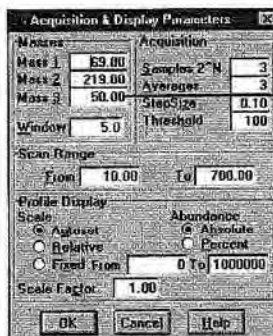 Acquisition & Display Parameters
Masses
Mass 1 69.00
Mass 2 219.00
Mass 3 50.00
Window 5.0
Acquisition
Samples 2^N 3
Averages 3
StepSize 0.10
Threshold 100
Scan Range
From 10.00 To 700.00
Profile Display
Scale
Autoset
Relative
Fixed From 0 To 1000000
Abundance
Absolute
Percent
Scale Factor 1.00
OK Cancel Help